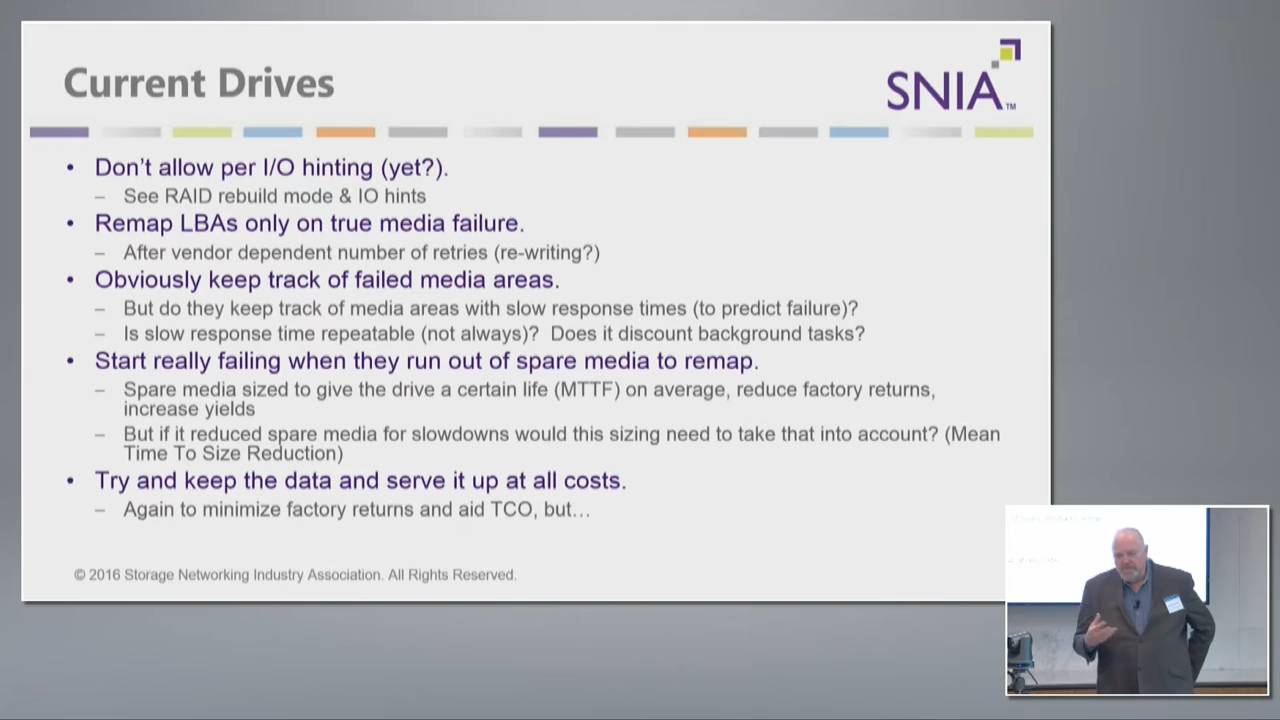 Current Drives
SNIA™
• Don’t allow per I/O hinting (yet?).
– See RAID rebuild mode & IO hints
• Remap LBAs only on true media failure.
– After vendor dependent number of retries (re-writing?)
• Obviously keep track of failed media areas.
– But do they keep track of media areas with slow response times (to predict failure)?
– Is slow response time repeatable (not always)?  Does it discount background tasks?
• Start really failing when they run out of spare media to remap.
– Spare media sized to give the drive a certain life (MTTF) on average, reduce factory returns,
increase yields
– But if it reduced spare media for slowdowns would this sizing need to take that into account? (Mean
Time To Size Reduction)
• Try and keep the data and serve it up at all costs.
– Again to minimize factory returns and aid TCO, but…
© 2016 Storage Networking Industry Association. All Rights Reserved.